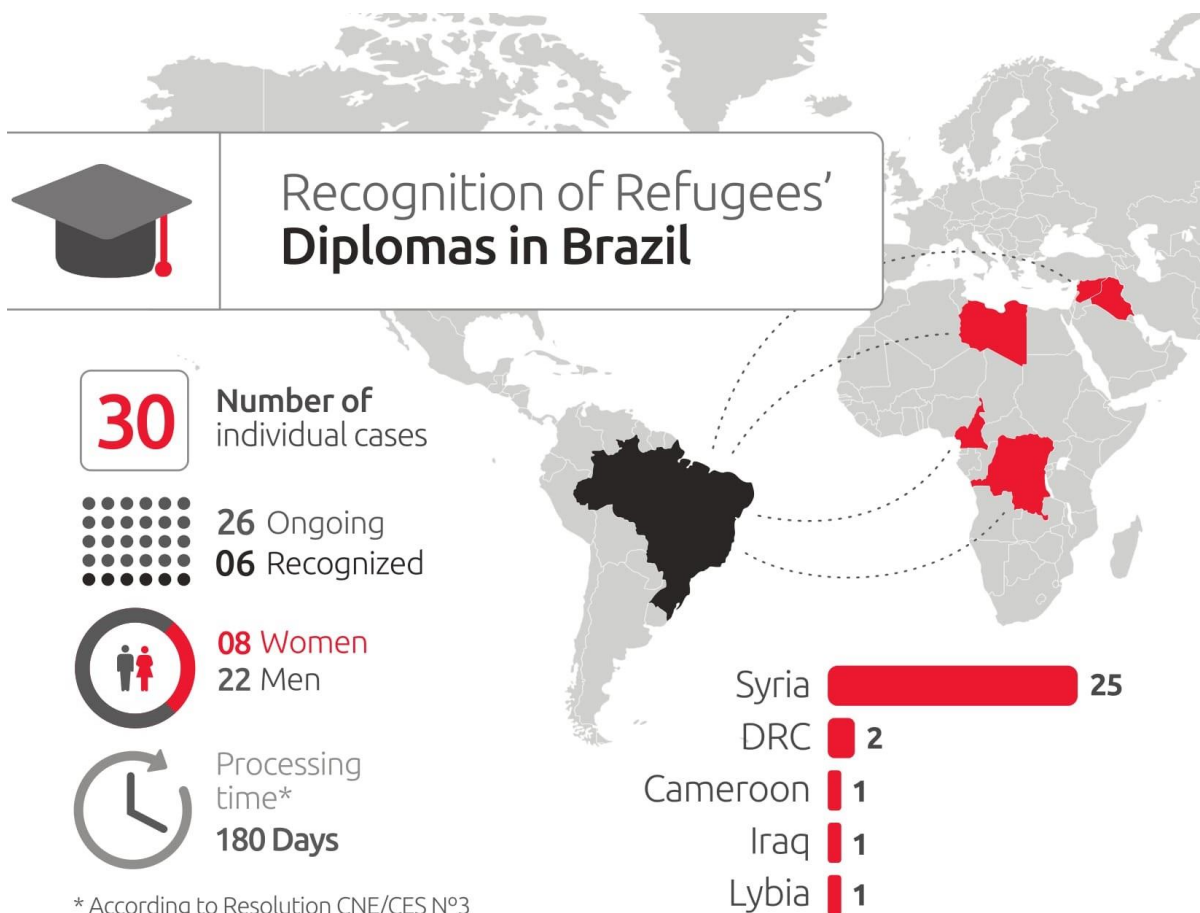 Recognition of Refugees’
Diplomas in Brazil
30
Number of
individual cases
26 Ongoing
06 Recognized
08 Women
22 Men
Processing
time*
180 Days
* According to Resolution CNE/CES Nº3
Syria 25
DRC 2
Cameroon 1
Iraq 1
Lybia 1